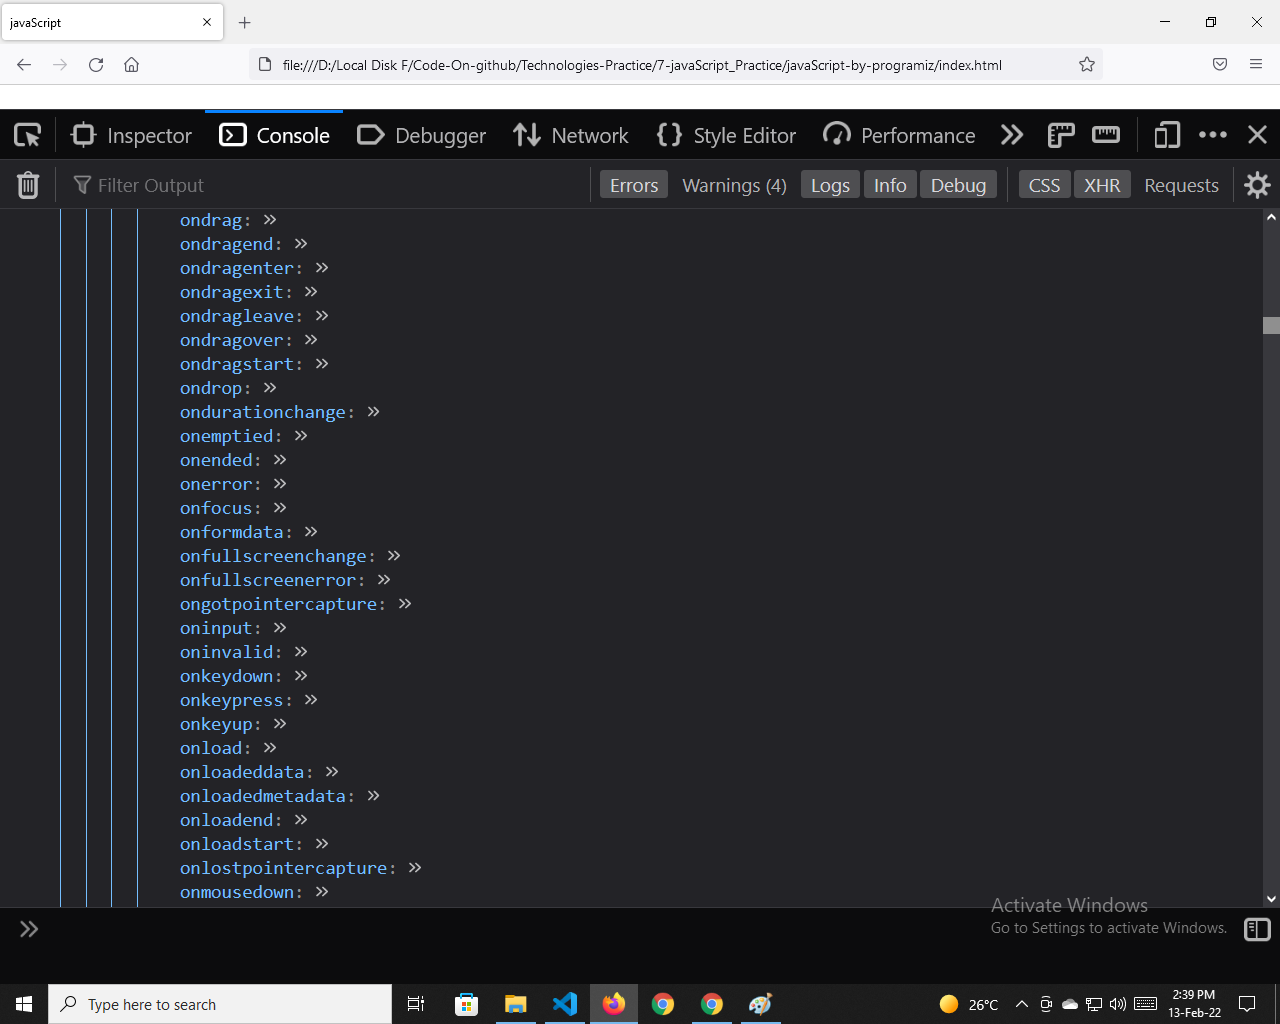 javaScript
file:///D:/Local Disk F/Code-On-github/Technologies-Practice/7-javaScript_Practice/javaScript-by-programiz/index.html
Inspector Console Debugger Network Style Editor Performance
Filter Output Errors Warnings (4) Logs Info Debug CSS XHR Requests
ondrag: »
ondragend: »
ondragenter: »
ondragexit: »
ondragleave: »
ondragover: »
ondragstart: »
ondrop: »
ondurationchange: »
onemptied: »
onended: »
onerror: »
onfocus: »
onformdata: »
onfullscreenchange: »
onfullscreenerror: »
ongotpointercapture: »
oninput: »
oninvalid: »
onkeydown: »
onkeypress: »
onkeyup: »
onload: »
onloadeddata: »
onloadedmetadata: »
onloadend: »
onloadstart: »
onlostpointercapture: »
onmousedown: »
Activate Windows
Go to Settings to activate Windows.
Type here to search 26°C 2:39 PM
13-Feb-22